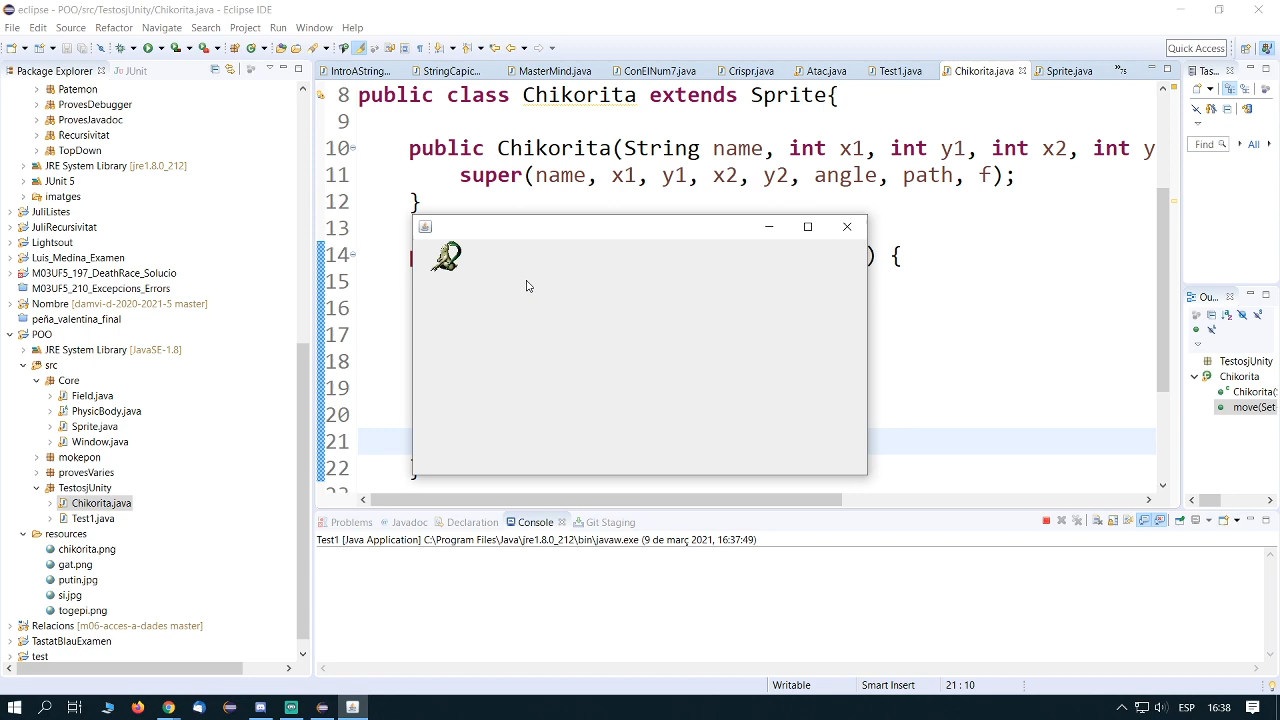 eclipse - POO/src/TestosjUnity/Chikorita.java - Eclipse IDE
File Edit Source Refactor Navigate Search Project Run Window Help
Quick Access
Package Explorer JUnit
Patemon
ProvesDebugger
ProvesJavadoc
Recursivitat
TopDown
JRE System Library [jre1.8.0_212]
JUnit 5
imatges
JuliListes
JuliRecursivitat
Lightsout
Luis_Medina_Examen
M03UF5_197_DeathRace_Solucio
M03UF5_210_Excepcions_Errors
Nombre [damvi-d-2020-2021-5 master]
peña_valentina_final
POO
JRE System Library [JavaSE-1.8]
src
Core
Field.java
PhysicBody.java
Sprite.java
Window.java
mokepon
provesVaries
TestosjUnity
Chikorita.java
Test1.java
resources
chikorita.png
gat.png
putin.jpg
si.jpg
togepi.png
Relacions [m06-acces-a-dades master]
TastatBlauExamen
test
IntroAString... StringCapic... MasterMind.java ConElNum7.java Crispr.java Atac.java Test1.java Chikorita.java Sprite.java
8 public class Chikorita extends Sprite{
9
10 public Chikorita(String name, int x1, int y1, int x2, int y
11 super(name, x1, y1, x2, y2, angle, path, f);
12 }
13
14 ) {
15
16
17
18
19
20
21
22
Tas...
Find All
Ou...
TestosjUnity
Chikorita
Chikorita(
move(Set
Problems Javadoc Declaration Console Git Staging
Test1 [Java Application] C:\Program Files\Java\jre1.8.0_212\bin\javaw.exe (9 de març 2021, 16:37:49)
Writable Smart Insert 21 : 10
ESP 16:38